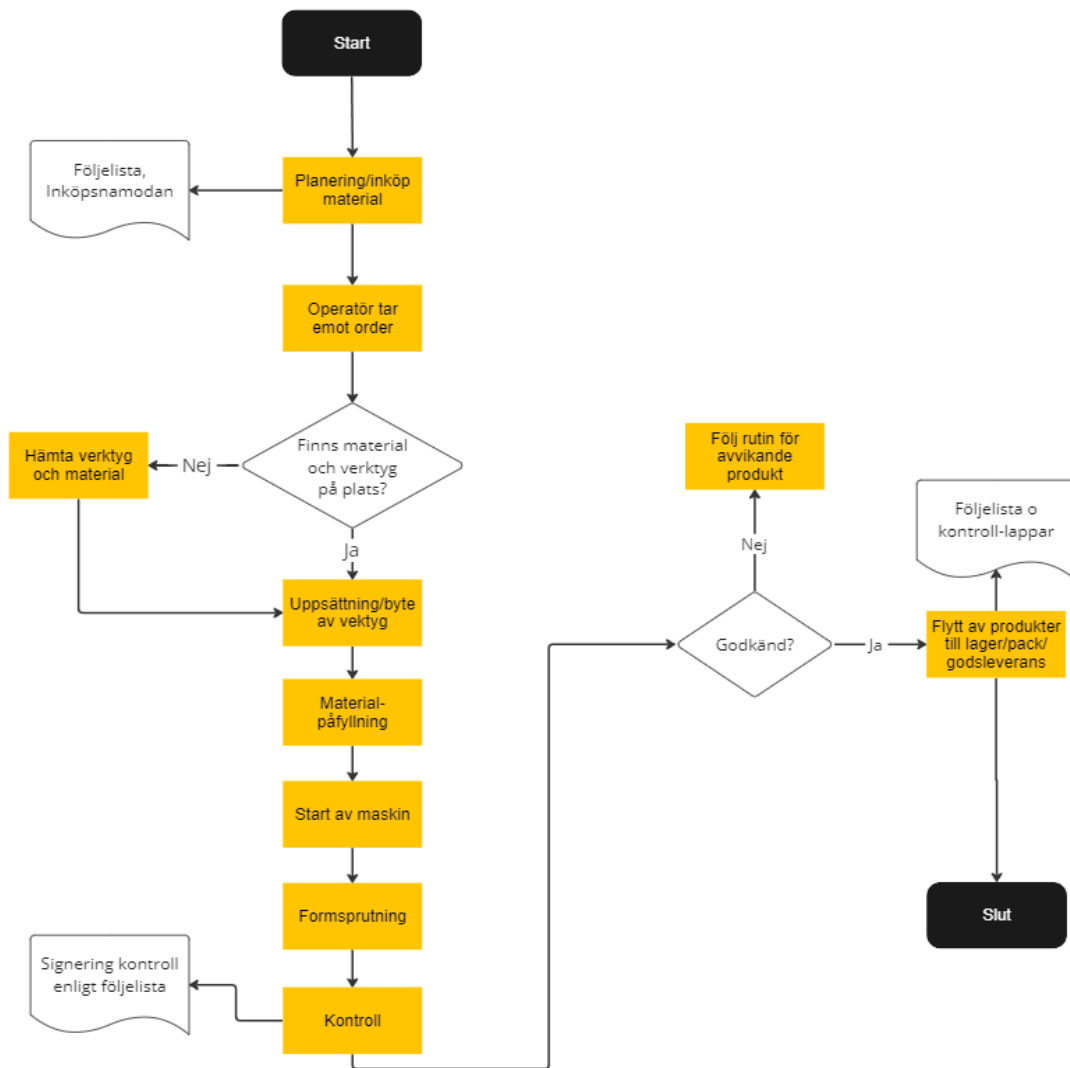 Start
Följelista,
Inköpsnamodan
Planering/inköp
material
Operatör tar
emot order
Finns material
och verktyg
på plats?
Nej
Hämta verktyg
och material
Ja
Uppsättning/byte
av vektyg
Material-
påfyllning
Start av maskin
Formsprutning
Signering kontroll
enligt följelista
Kontroll
Godkänd?
Nej
Följ rutin för
avvikande
produkt
Ja
Flytt av produkter
till lager/pack/
godsleverans
Följelista o
kontroll-lappar
Slut